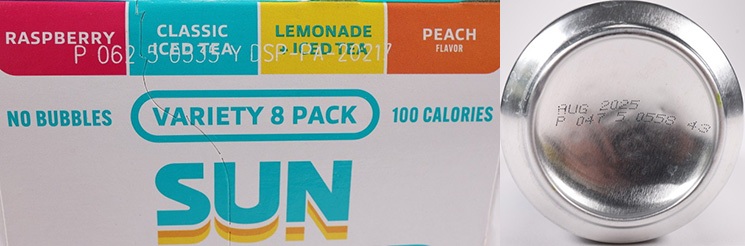 RASPBERRY
CLASSIC
ICED TEA
LEMONADE
+ ICED TEA
PEACH
FLAVOR
P 062 5 0535 Y DSP-PA-20217
NO BUBBLES
VARIETY 8 PACK
100 CALORIES
SUN
AUG 2025
P 047 5 0558 43